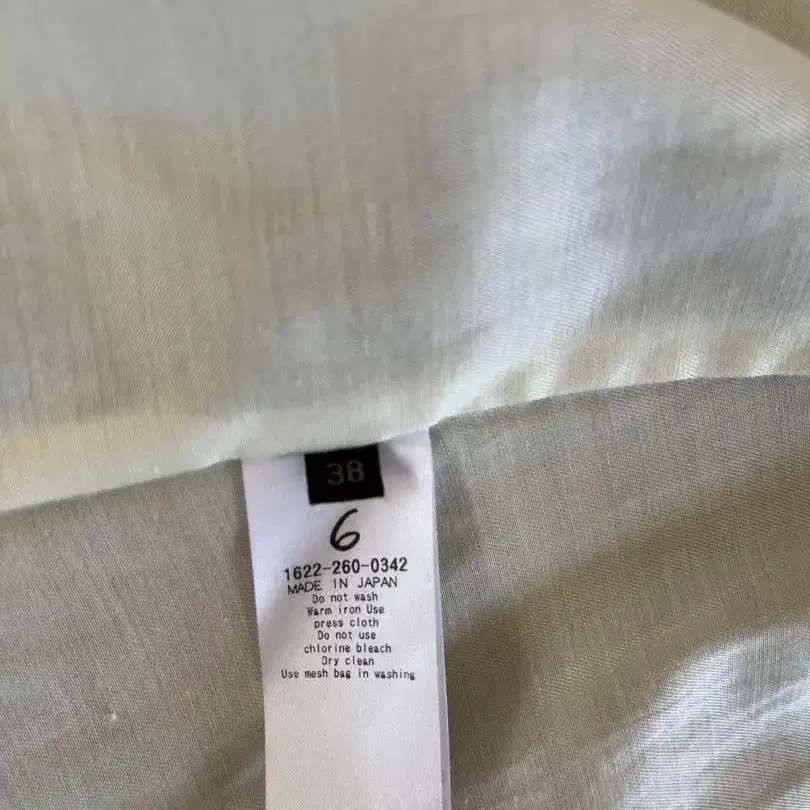 38
6
1622-260-0342
MADE IN JAPAN
Do not wash
Warm iron Use
press cloth
Do not use
chlorine bleach
Dry clean
Use mesh bag in washing